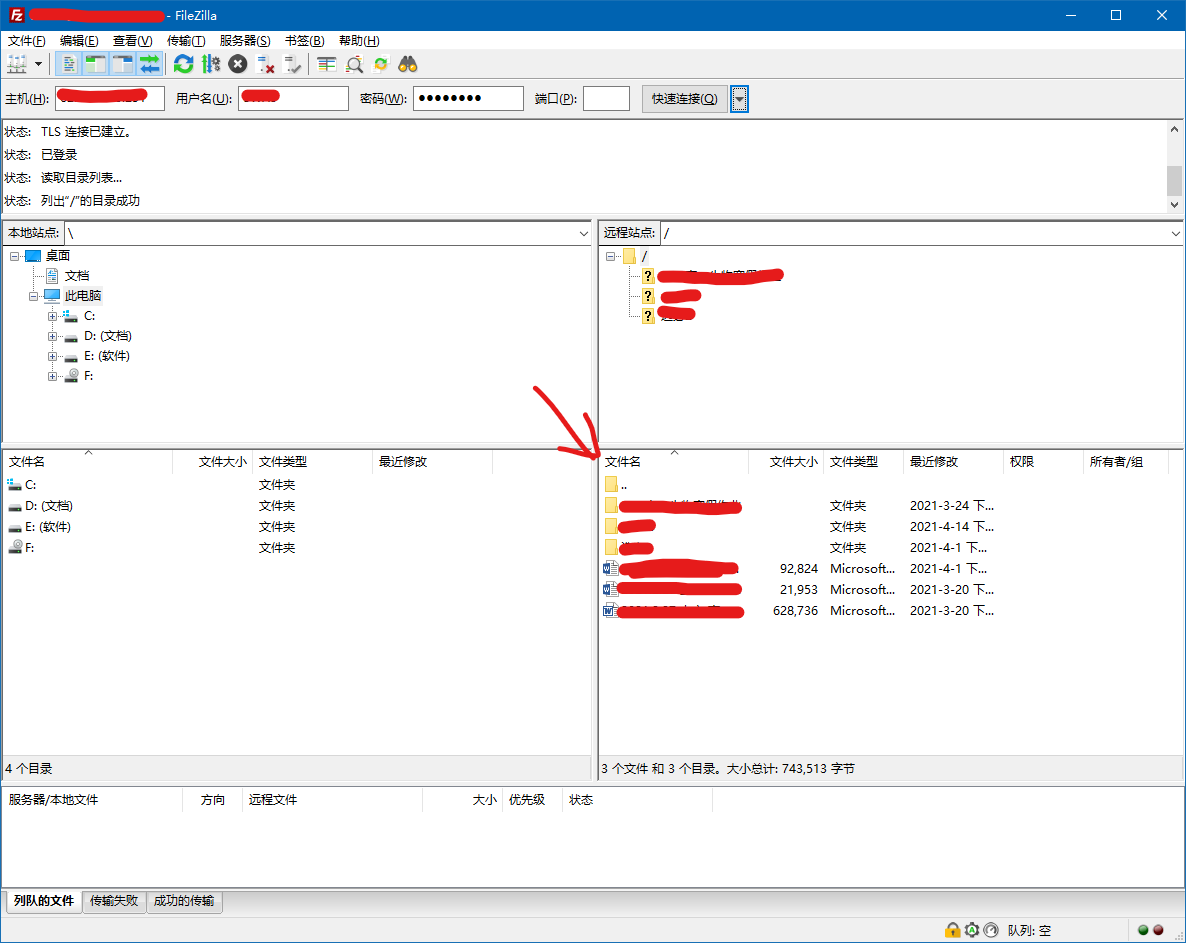 - FileZilla
文件(F) 编辑(E) 查看(V) 传输(T) 服务器(S) 书签(B) 帮助(H)
主机(H): 用户名(U): 密码(W): ●●●●●●●● 端口(P): 快速连接(Q)
状态: TLS 连接已建立。
状态: 已登录
状态: 读取目录列表...
状态: 列出“/”的目录成功
本地站点: \
桌面
文档
此电脑
C:
D: (文档)
E: (软件)
F:
远程站点: /
/
?
?
?
文件名 文件大小 文件类型 最近修改
C: 文件夹
D: (文档) 文件夹
E: (软件) 文件夹
F: 文件夹
4 个目录
文件名 文件大小 文件类型 最近修改 权限 所有者/组
..
文件夹 2021-3-24 下...
文件夹 2021-4-14 下...
文件夹 2021-4-1 下...
92,824 Microsoft... 2021-4-1 下...
21,953 Microsoft... 2021-3-20 下...
628,736 Microsoft... 2021-3-20 下...
3 个文件 和 3 个目录。大小总计: 743,513 字节
服务器/本地文件 方向 远程文件 大小 优先级 状态
列队的文件 传输失败 成功的传输
队列: 空